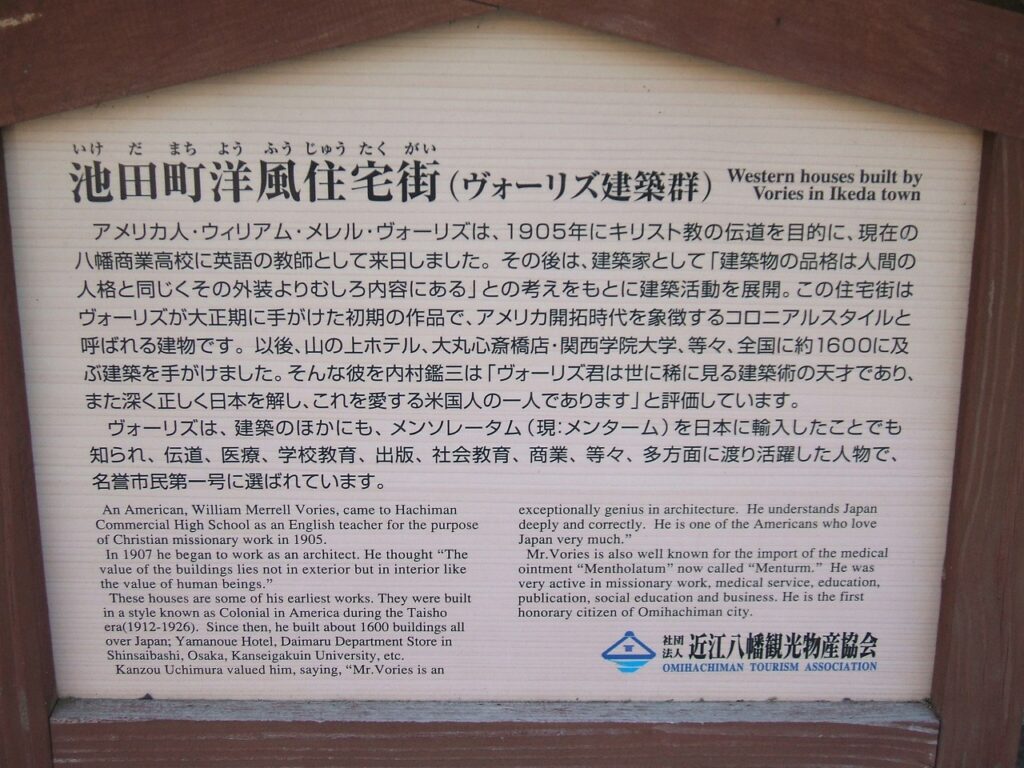 いけ だ まち よう ふう じゅう たく がい
池田町洋風住宅街(ヴォーリズ建築群)
Western houses built by
Vories in Ikeda town
アメリカ人・ウィリアム・メレル・ヴォーリズは、1905年にキリスト教の伝道を目的に、現在の
八幡商業高校に英語の教師として来日しました。その後は、建築家として「建築物の品格は人間の
人格と同じくその外装よりむしろ内容にある」との考えをもとに建築活動を展開。この住宅街は
ヴォーリズが大正期に手がけた初期の作品で、アメリカ開拓時代を象徴するコロニアルスタイルと
呼ばれる建物です。以後、山の上ホテル、大丸心斎橋店・関西学院大学、等々、全国に約1600に及
ぶ建築を手がけました。そんな彼を内村鑑三は「ヴォーリズ君は世に稀に見る建築術の天才であり、
また深く正しく日本を解し、これを愛する米国人の一人であります」と評価しています。
ヴォーリズは、建築のほかにも、メンソレータム(現:メンターム)を日本に輸入したことでも
知られ、伝道、医療、学校教育、出版、社会教育、商業、等々、多方面に渡り活躍した人物で、
名誉市民第一号に選ばれています。
An American, William Merrell Vories, came to Hachiman
Commercial High School as an English teacher for the purpose
of Christian missionary work in 1905.
In 1907 he began to work as an architect. He thought “The
value of the buildings lies not in exterior but in interior like
the value of human beings.”
These houses are some of his earliest works. They were built
in a style known as Colonial in America during the Taisho
era(1912-1926). Since then, he built about 1600 buildings all
over Japan; Yamanoue Hotel, Daimaru Department Store in
Shinsaibashi, Osaka, Kanseigakuin University, etc.
Kanzou Uchimura valued him, saying, “Mr.Vories is an
exceptionally genius in architecture. He understands Japan
deeply and correctly. He is one of the Americans who love
Japan very much.”
Mr.Vories is also well known for the import of the medical
ointment “Mentholatum” now called “Menturm.” He was
very active in missionary work, medical service, education,
publication, social education and business. He is the first
honorary citizen of Omihachiman city.
社団法人 近江八幡観光物産協会
OMIHACHIMAN TOURISM ASSOCIATION